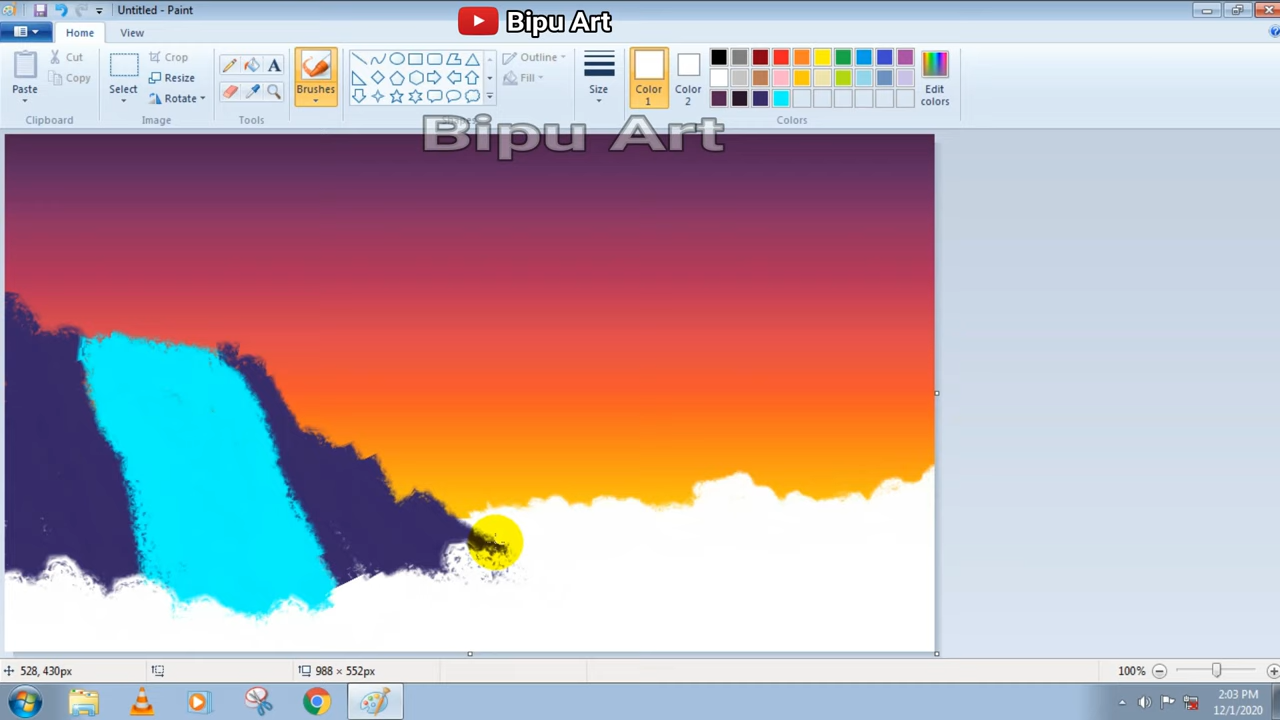 Untitled - Paint
Bipu Art
Home
View
Paste
Cut
Copy
Clipboard
Select
Crop
Resize
Rotate
Image
A
Tools
Brushes
Outline
Fill
Size
Color 1
Color 2
Edit colors
Colors
Bipu Art
528, 430px
988 × 552px
100%
2:03 PM
12/1/2020